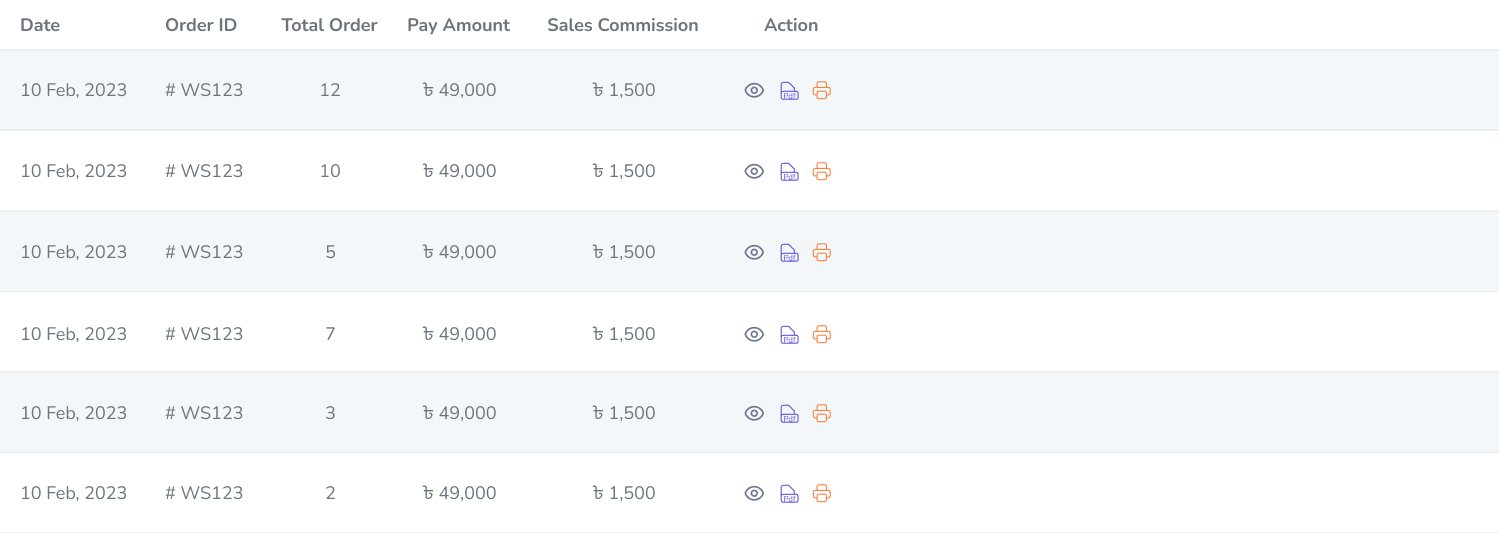 Date Order ID Total Order Pay Amount Sales Commission Action
10 Feb, 2023 # WS123 12 ৳ 49,000 ৳ 1,500 Pdf
10 Feb, 2023 # WS123 10 ৳ 49,000 ৳ 1,500 Pdf
10 Feb, 2023 # WS123 5 ৳ 49,000 ৳ 1,500 Pdf
10 Feb, 2023 # WS123 7 ৳ 49,000 ৳ 1,500 Pdf
10 Feb, 2023 # WS123 3 ৳ 49,000 ৳ 1,500 Pdf
10 Feb, 2023 # WS123 2 ৳ 49,000 ৳ 1,500 Pdf